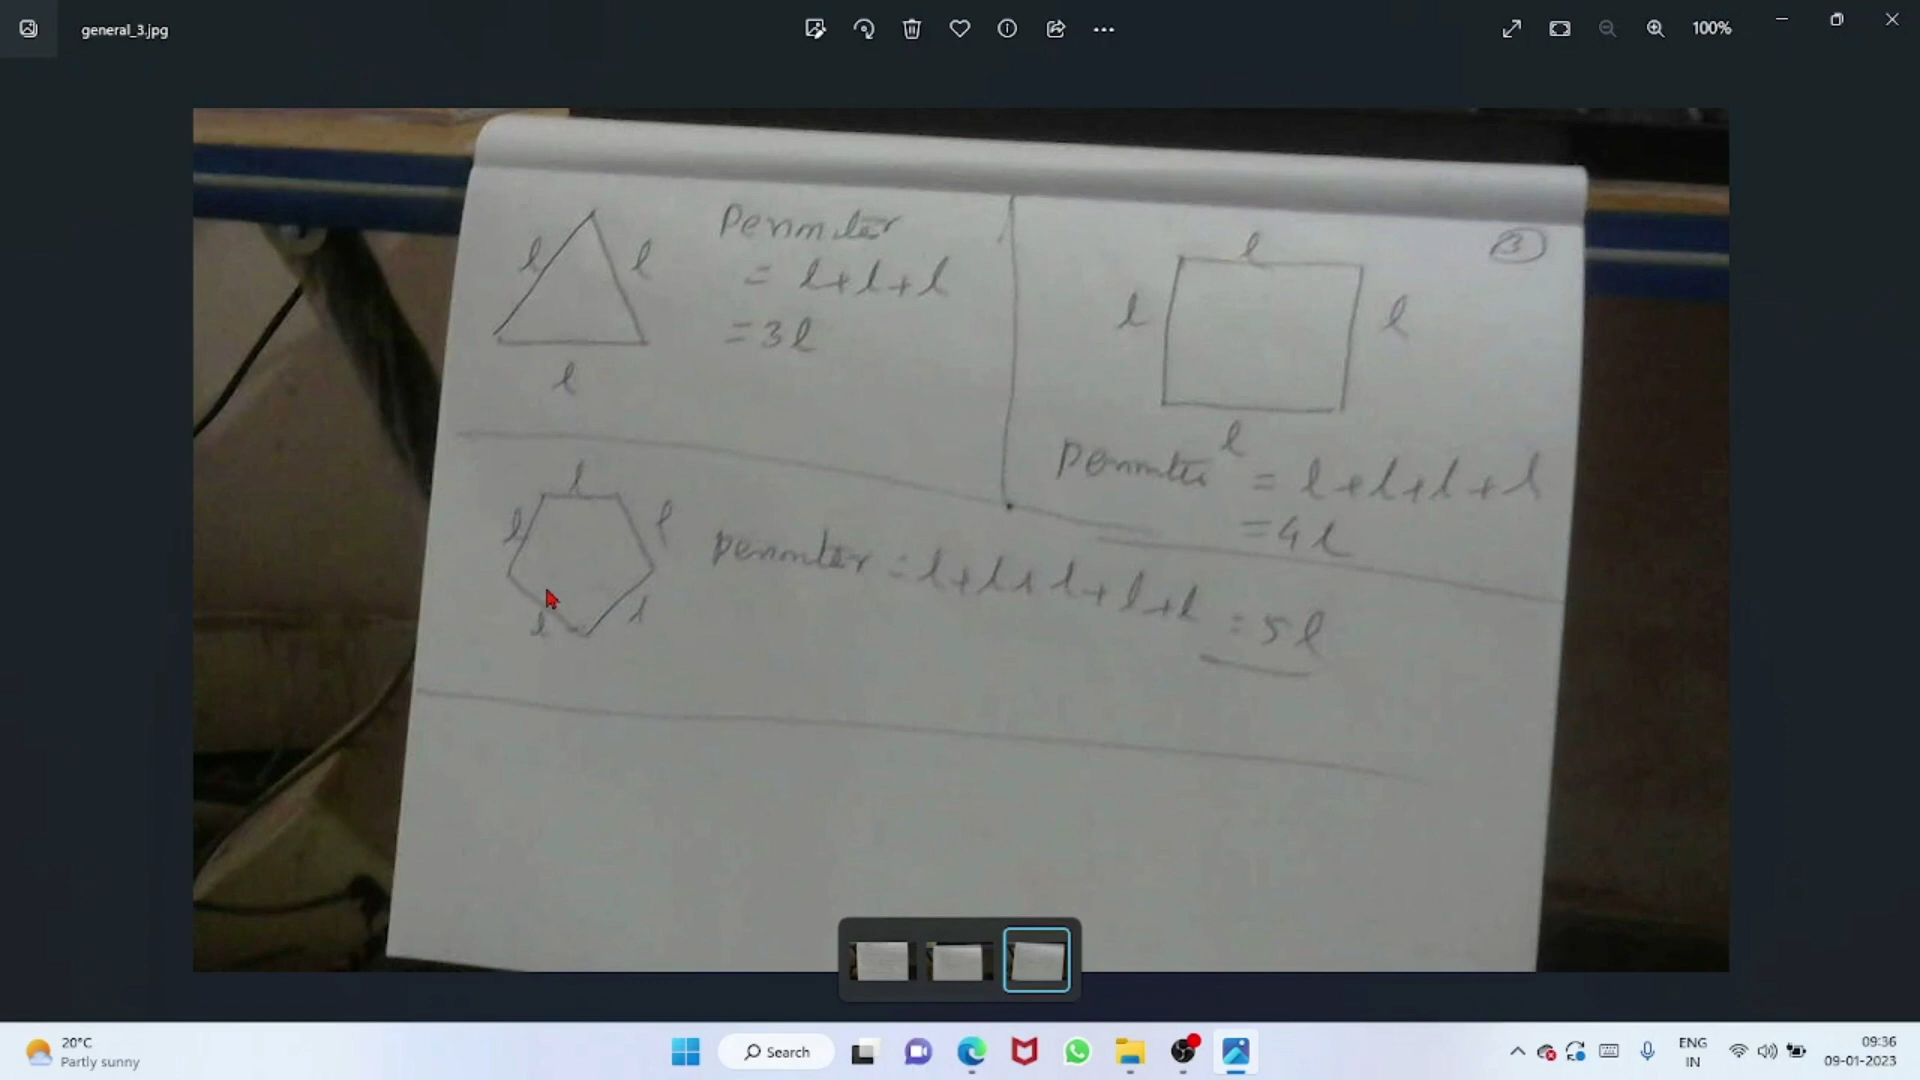 general_3.jpg
100%
l
l
l
Perimeter
= l+l+l
= 3l
3
l
l
l
l
Perimeter = l+l+l+l
= 4l
l
l
l
l
l
perimeter = l+l+l+l+l = 5l
20°C
Partly sunny
Search
ENG
IN
09:36
09-01-2023